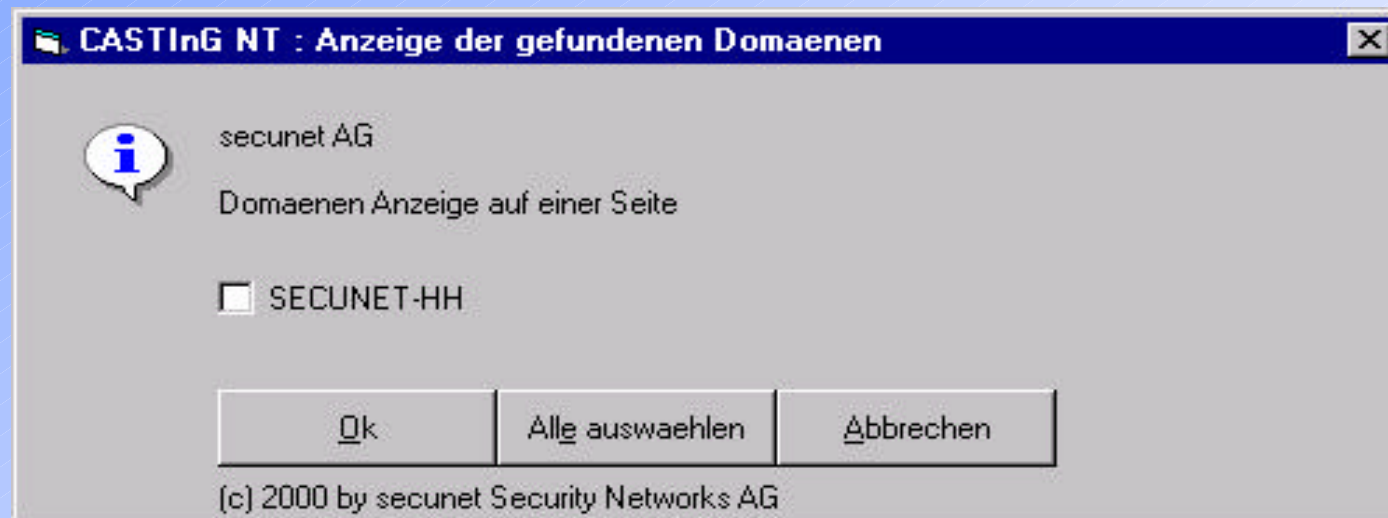 CASTInG NT : Anzeige der gefundenen Domaenen
secunet AG
Domaenen Anzeige auf einer Seite
SECUNET-HH
Ok Alle auswaehlen Abbrechen
(c) 2000 by secunet Security Networks AG